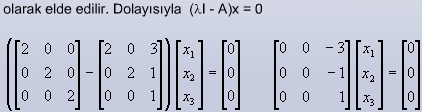 olarak elde edilir. Dolayısıyla (λI - A)x = 0
([2 0 0; 0 2 0; 0 0 2] - [2 0 3; 0 2 1; 0 0 1]) [x₁; x₂; x₃] = [0; 0; 0]    [0 0 -3; 0 0 -1; 0 0 1] [x₁; x₂; x₃] = [0; 0; 0]